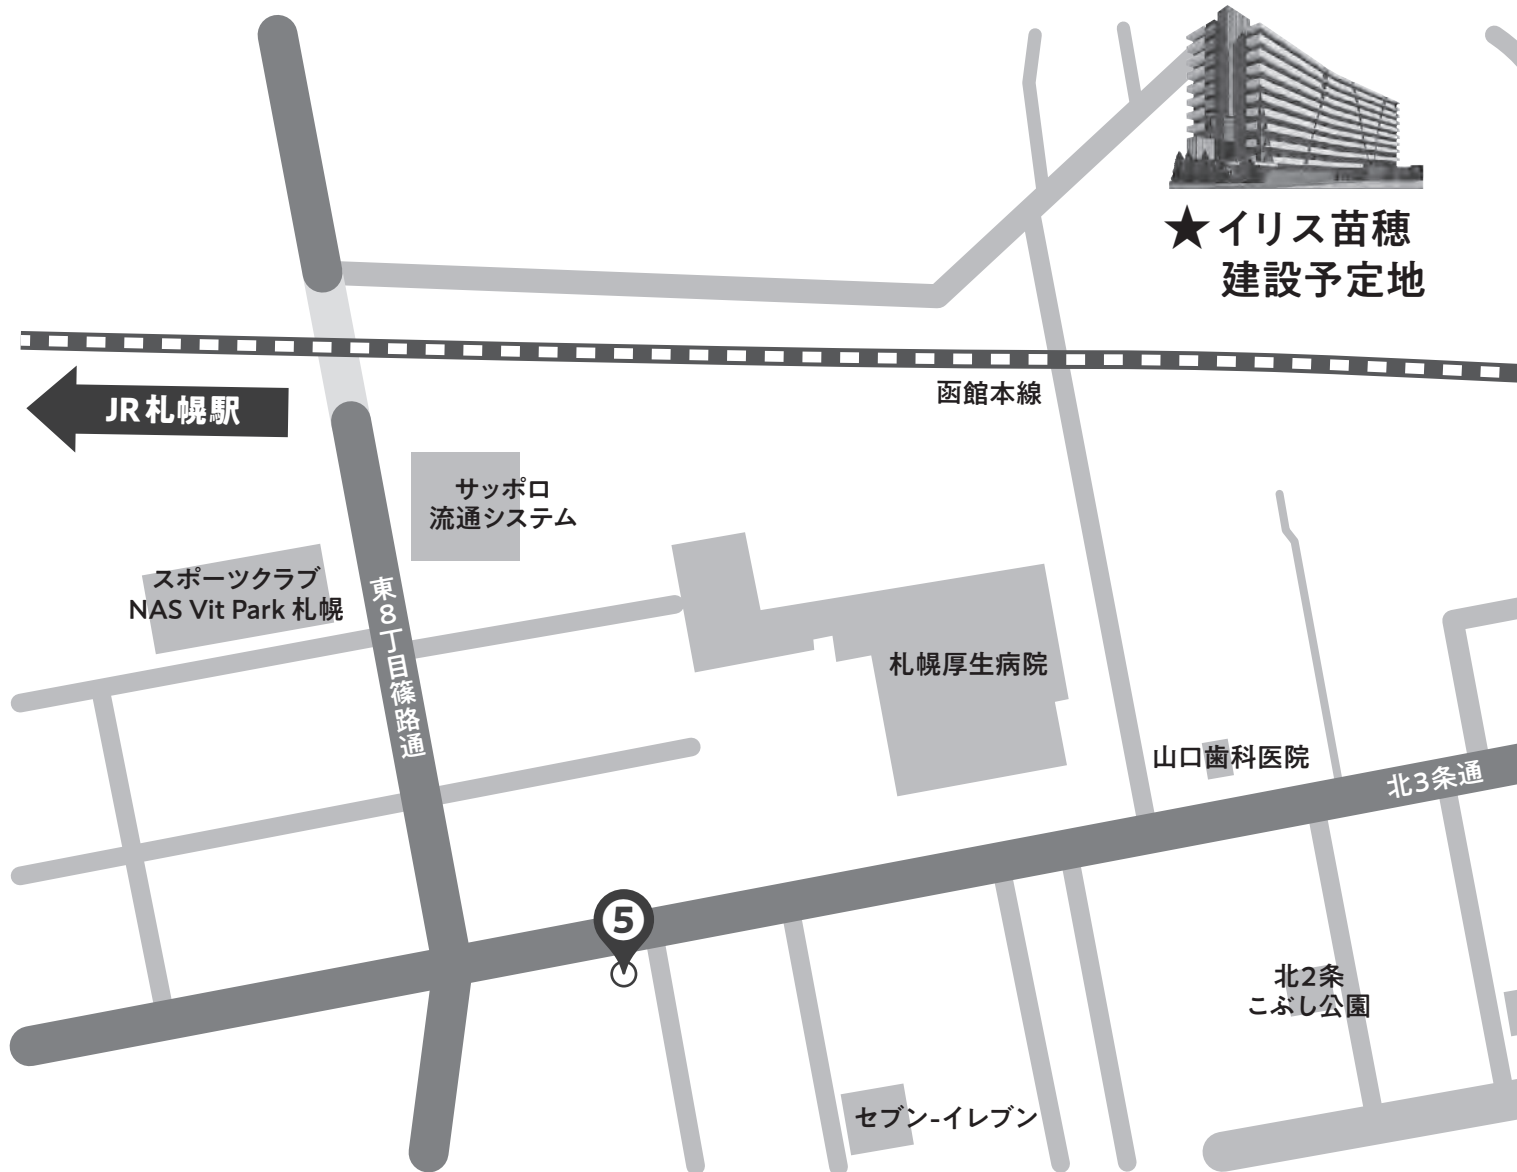 ★イリス苗穂
建設予定地
函館本線
JR札幌駅
サッポロ
流通システム
スポーツクラブ
NAS Vit Park 札幌
東8丁目篠路通
札幌厚生病院
山口歯科医院
北3条通
5
北2条
こぶし公園
セブン-イレブン